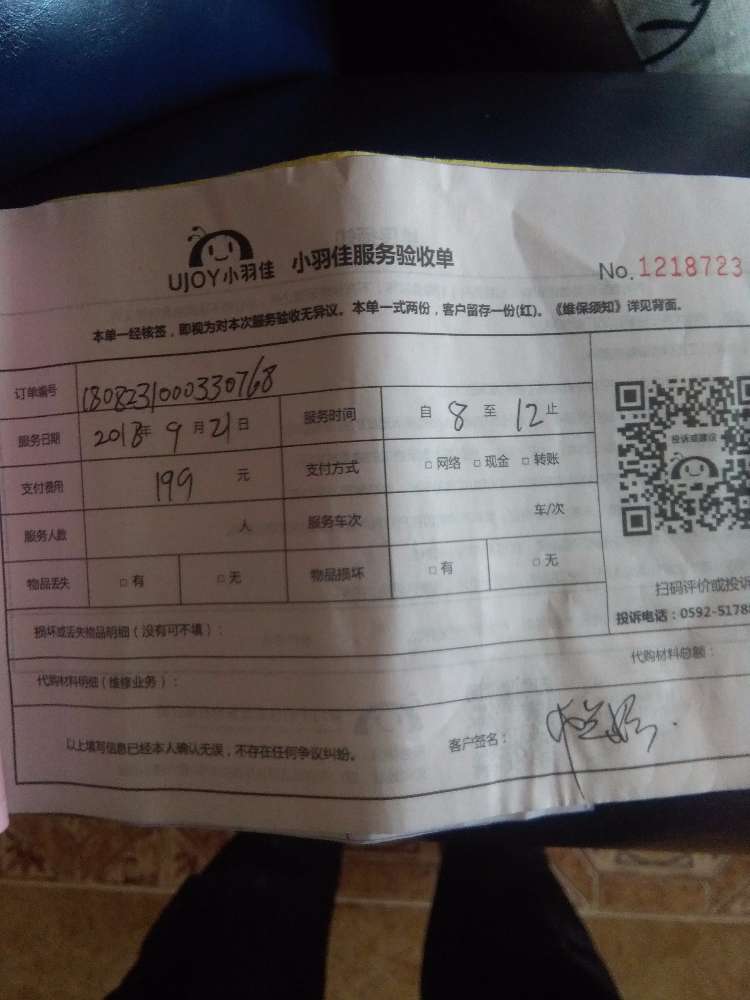 UJOY小羽佳 小羽佳服务验收单 No.1218723
本单一经核签，即视为对本次服务验收无异议。本单一式两份，客户留存一份(红)。《维保须知》详见背面。
订单编号 180823100330768
服务日期 2018年 9月21日 服务时间 自 8 至 12 止
支付费用 199 元 支付方式 □网络 □现金 □转账
服务人数 人 服务车次 车/次
物品丢失 □有 □无 物品损坏 □有 □无
投诉或建议
扫码评价或投诉
投诉电话：0592-5178
损坏或丢失物品明细（没有可不填）：
代购材料明细（维修业务）： 代购材料总额：
以上填写信息已经本人确认无误，不存在任何争议纠纷。 客户签名：